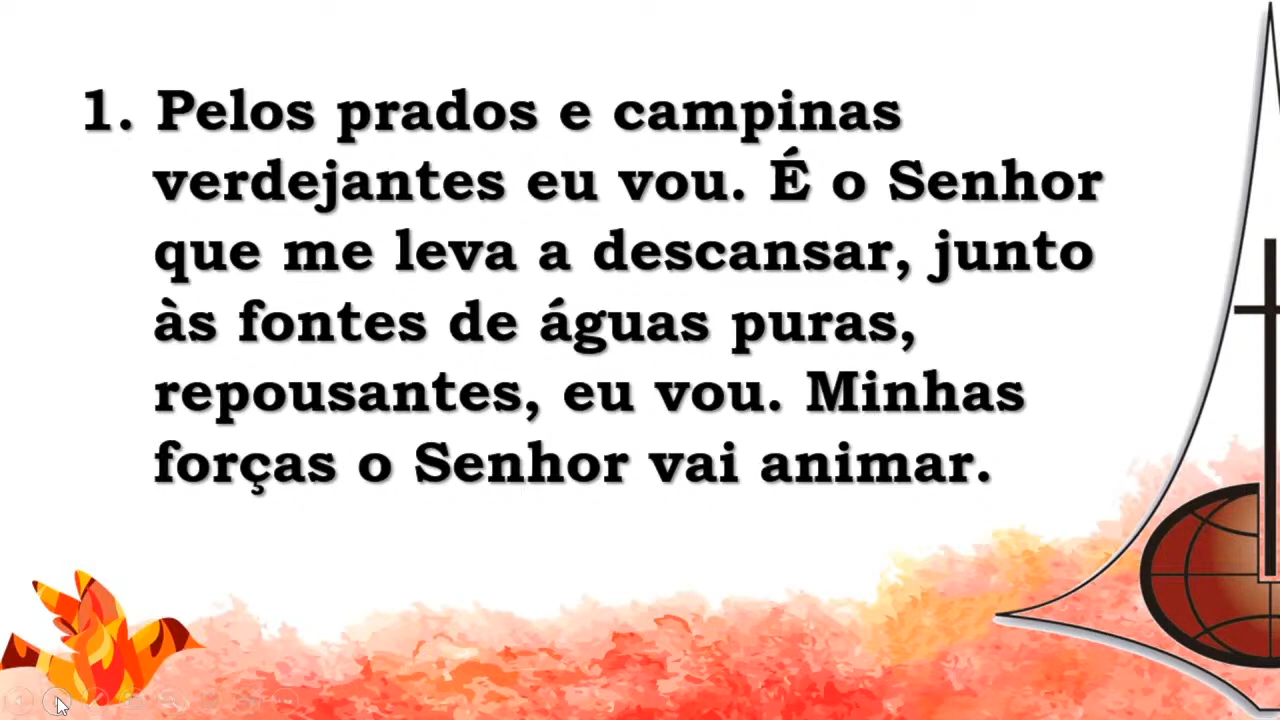 1. Pelos prados e campinas
verdejantes eu vou. É o Senhor
que me leva a descansar, junto
às fontes de águas puras,
repousantes, eu vou. Minhas
forças o Senhor vai animar.